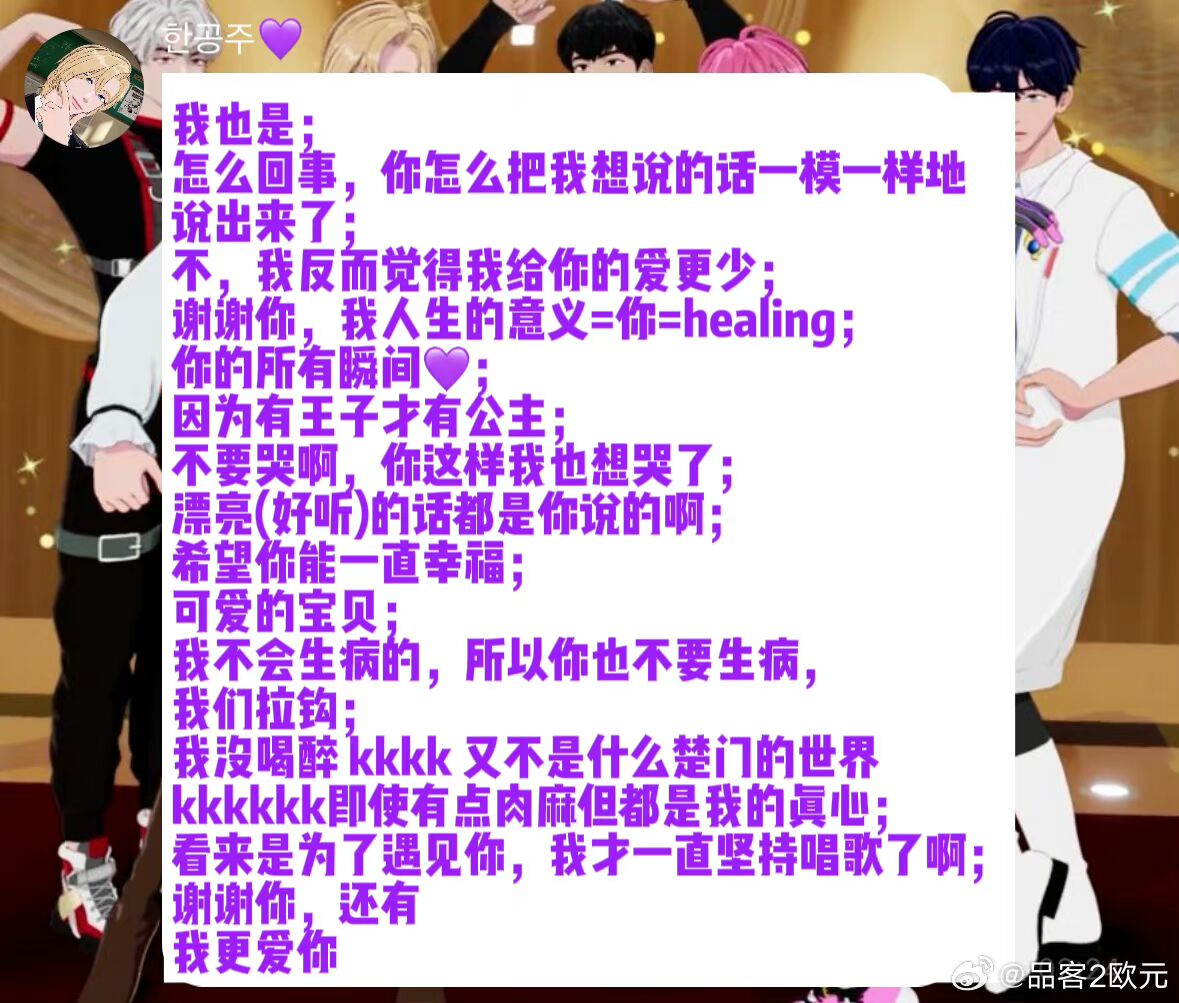 한꽁주💜
我也是；
怎么回事，你怎么把我想说的话一模一样地
说出来了；
不，我反而觉得我给你的爱更少；
谢谢你，我人生的意义=你=healing；
你的所有瞬间💜；
因为有王子才有公主；
不要哭啊，你这样我也想哭了；
漂亮(好听)的话都是你说的啊；
希望你能一直幸福；
可爱的宝贝；
我不会生病的，所以你也不要生病，
我们拉钩；
我没喝醉 kkkk 又不是什么楚门的世界
kkkkkk即使有点肉麻但都是我的真心；
看来是为了遇见你，我才一直坚持唱歌了啊；
谢谢你，还有
我更爱你
@品客2欧元